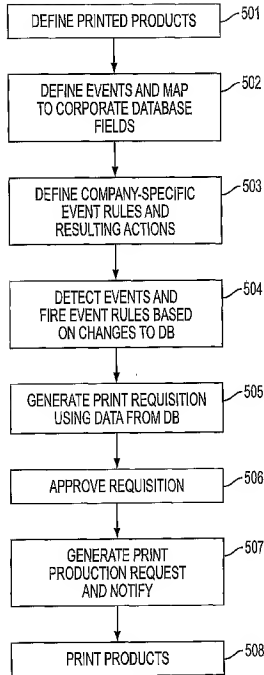 DEFINE PRINTED PRODUCTS
501
DEFINE EVENTS AND MAP
TO CORPORATE DATABASE
FIELDS
502
DEFINE COMPANY-SPECIFIC
EVENT RULES AND
RESULTING ACTIONS
503
DETECT EVENTS AND
FIRE EVENT RULES BASED
ON CHANGES TO DB
504
GENERATE PRINT REQUISITION
USING DATA FROM DB
505
APPROVE REQUISITION
506
GENERATE PRINT
PRODUCTION REQUEST
AND NOTIFY
507
PRINT PRODUCTS
508